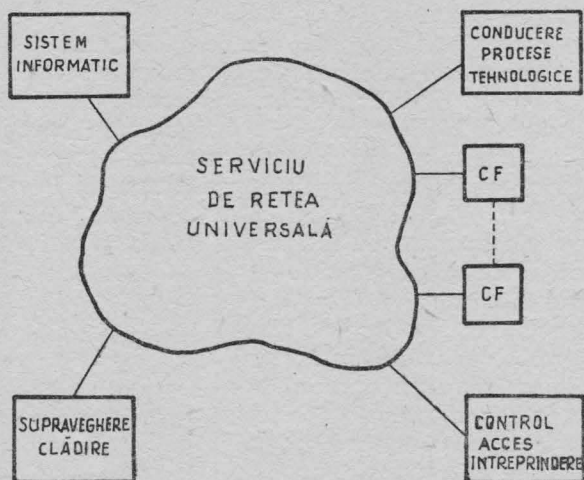 SISTEM
INFORMATIC
CONDUCERE
PROCESE
TEHNOLOGICE
SERVICIU
DE RETEA
UNIVERSALĂ
CF
CF
SUPRAVEGHERE
CLĂDIRE
CONTROL
ACCES
INTREPRINDERE